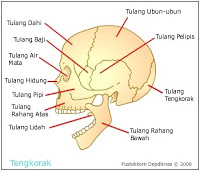 Tulang Ubun-ubun
Tulang Dahi
Tulang Pelipis
Tulang Baji
Tulang Air
Mata
Tulang Hidung
Tulang Pipi
Tulang
Tengkorak
Tulang
Rahang Atas
Tulang Lidah
Tulang Rahang
Bawah
Tengkorak
Pustekkom Depdiknas © 2008